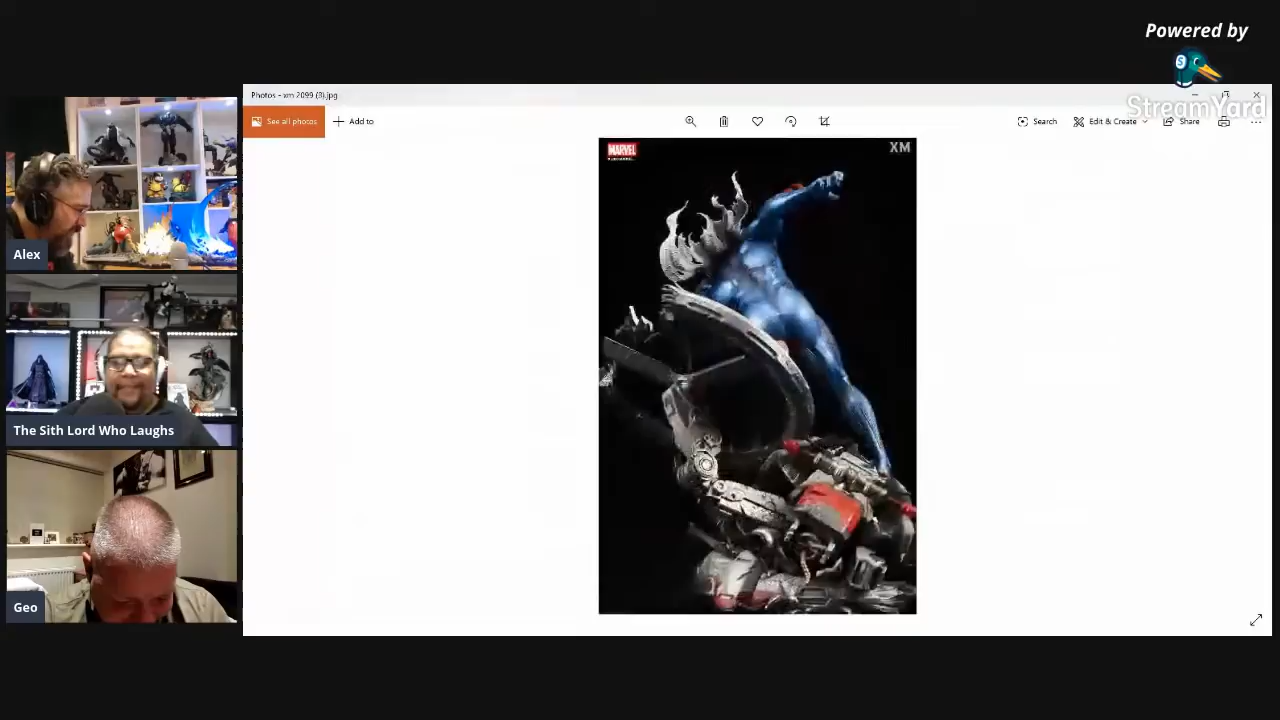 Powered by
StreamYard
Photos - vm 2099 (8).jpg
See all photos
Add to
Search
Edit & Create
Share
MARVEL
XM
Alex
The Sith Lord Who Laughs
Geo